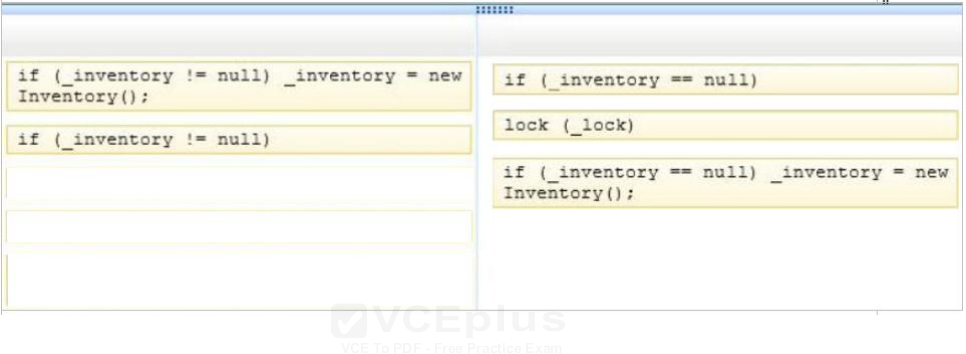 if (_inventory != null) _inventory = new
Inventory();
if (_inventory != null)
if (_inventory == null)
lock (_lock)
if (_inventory == null) _inventory = new
Inventory();
VCEplus
VCE To PDF - Free Practice Exam